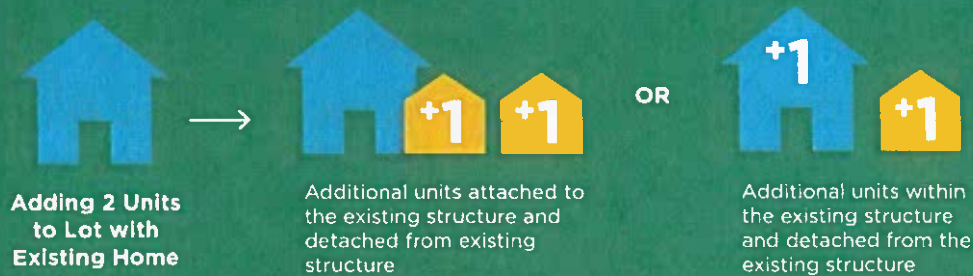 Adding 2 Units
to Lot with
Existing Home
+1
+1
Additional units attached to
the existing structure and
detached from existing
structure
OR
+1
+1
Additional units within
the existing structure
and detached from the
existing structure